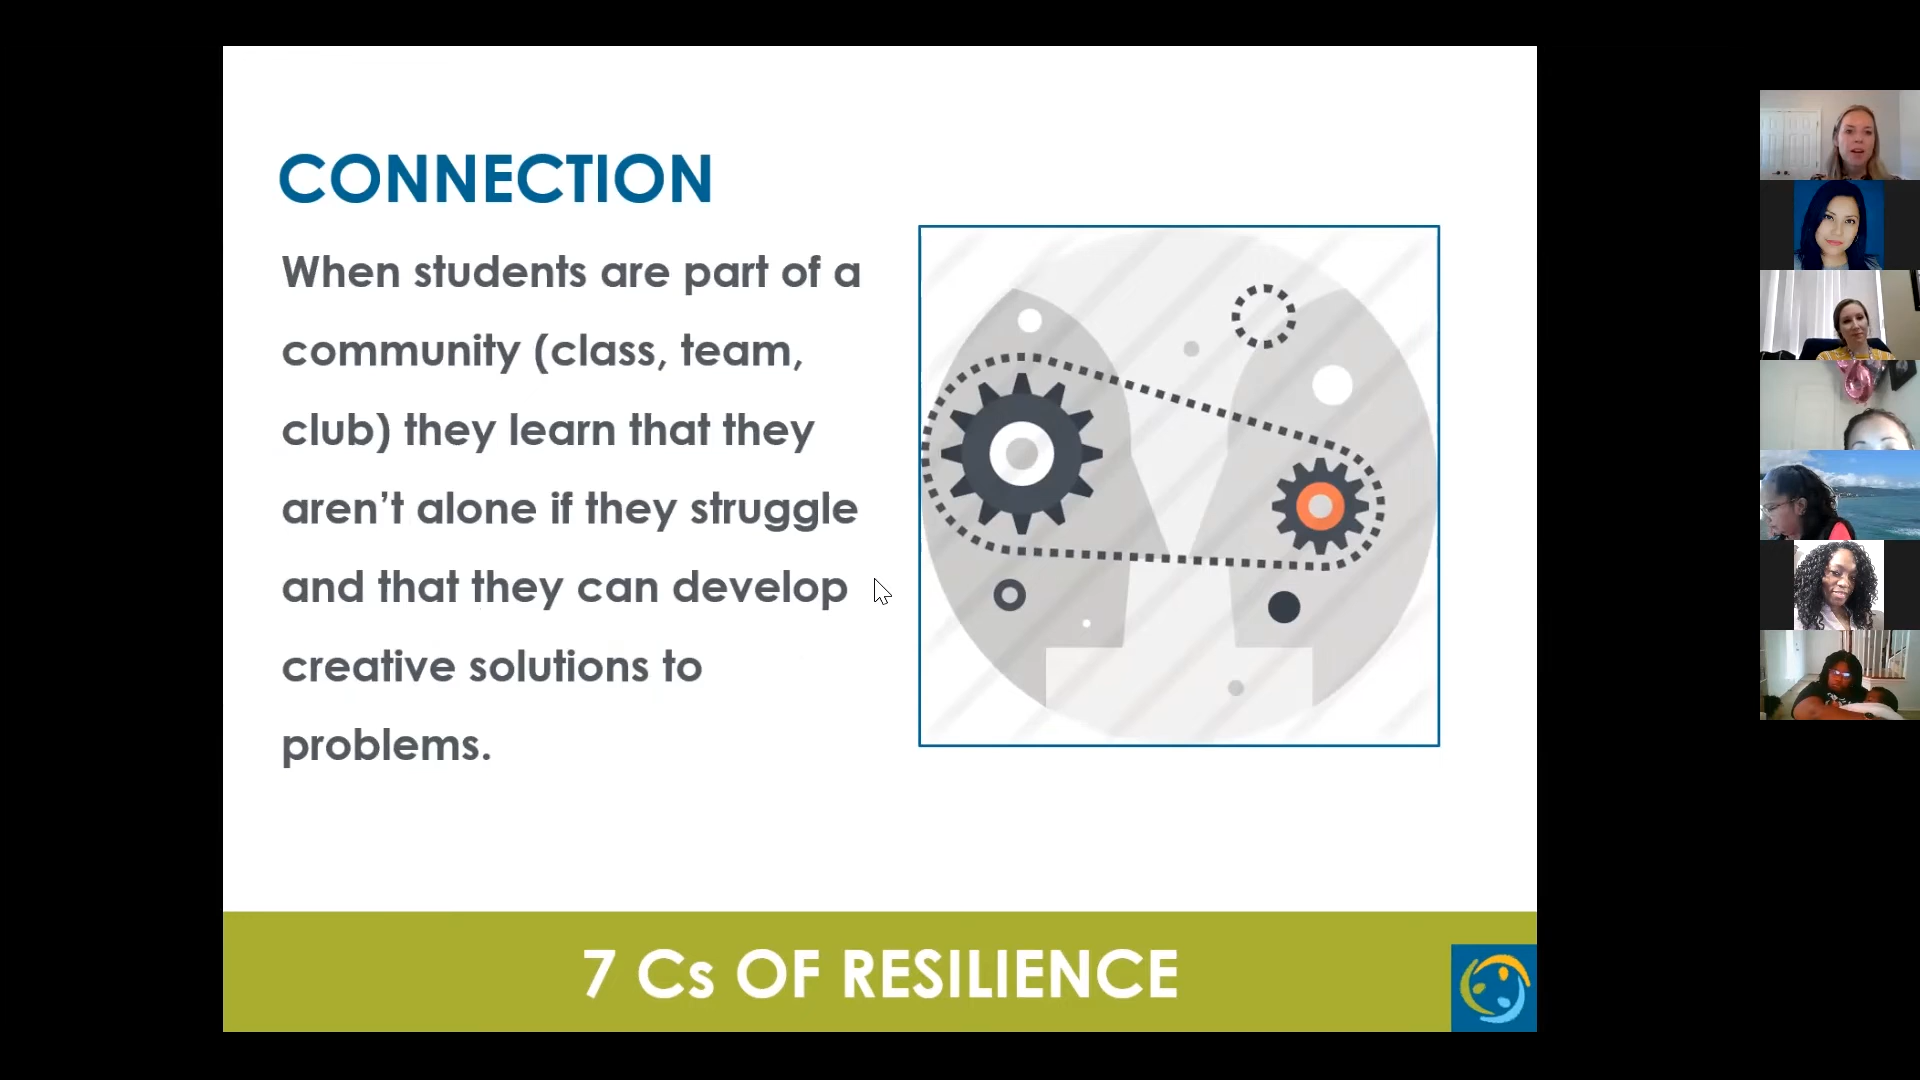 CONNECTION
When students are part of a
community (class, team,
club) they learn that they
aren’t alone if they struggle
and that they can develop
creative solutions to
problems.
7 Cs OF RESILIENCE